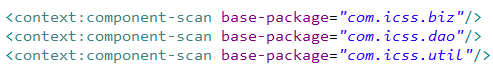 <context:component-scan base-package="com.icss.biz"/>
<context:component-scan base-package="com.icss.dao"/>
<context:component-scan base-package="com.icss.util"/>